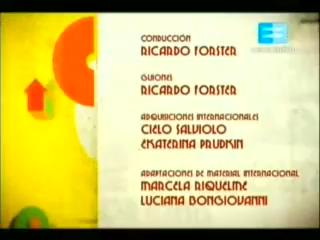 CONDUCCIÓN
RICARDO FORSTER
GUIONES
RICARDO FORSTER
ADQUISICIONES INTERNACIONALES
CIELO SALVIOLO
EKATERINA PRUDKIN
ADAPTACIONES DE MATERIAL INTERNACIONAL
MARCELA RIQUELME
LUCIANA BONGIOVANNI